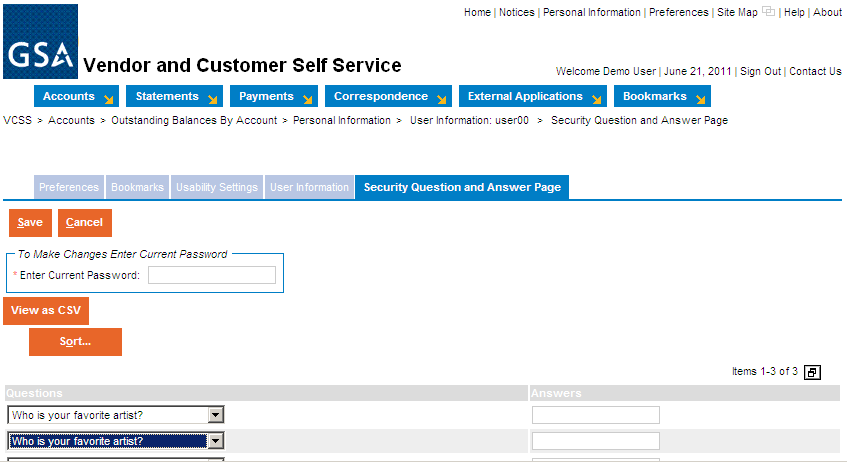 Home | Notices | Personal Information | Preferences | Site Map | Help | About
GSA
Vendor and Customer Self Service
Welcome Demo User | June 21, 2011 | Sign Out | Contact Us
Accounts Statements Payments Correspondence External Applications Bookmarks
VCSS > Accounts > Outstanding Balances By Account > Personal Information > User Information: user00 > Security Question and Answer Page
Preferences Bookmarks Usability Settings User Information Security Question and Answer Page
Save Cancel
To Make Changes Enter Current Password
* Enter Current Password:
View as CSV
Sort...
Items 1-3 of 3
Questions Answers
Who is your favorite artist?
Who is your favorite artist?